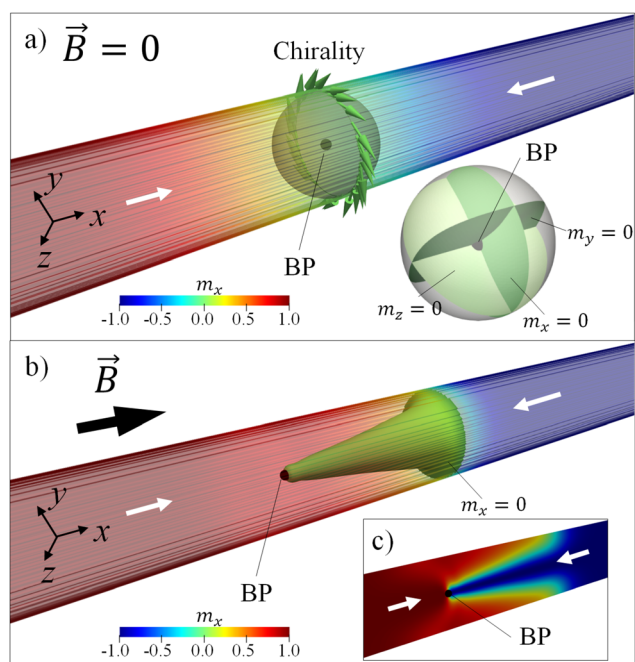 a) B⃗ = 0
Chirality
BP
y
x
z
BP
m_y = 0
m_z = 0
m_x = 0
m_x
-1.0 -0.5 0.0 0.5 1.0
b)
B⃗
y
x
z
m_x = 0
BP
c)
BP
m_x
-1.0 -0.5 0.0 0.5 1.0